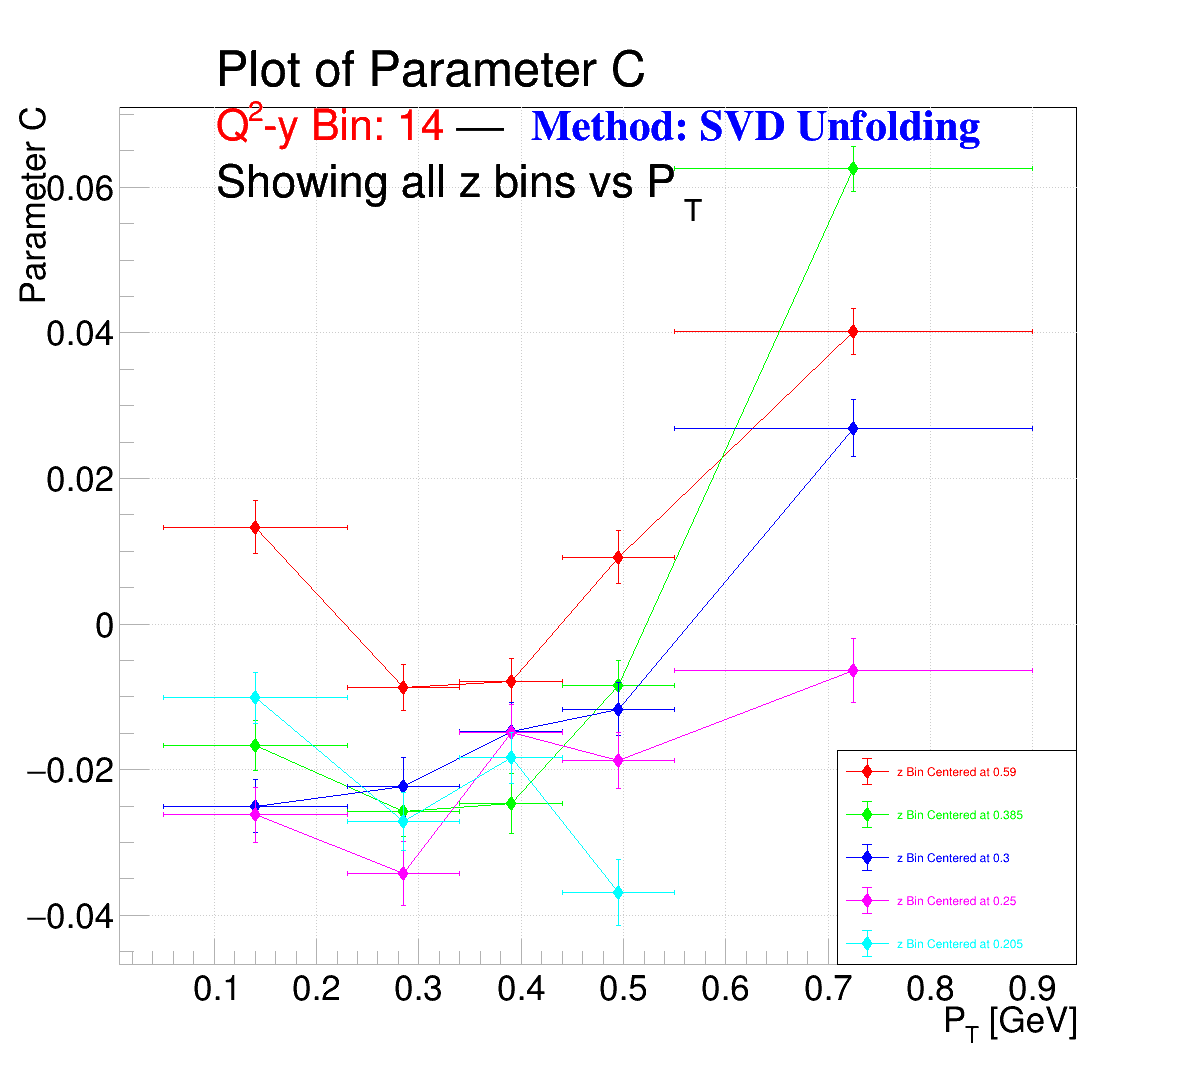 Plot of Parameter C
Q²-y Bin: 14 — Method: SVD Unfolding
Showing all z bins vs P_T
Parameter C
0.06
0.04
0.02
0
−0.02
−0.04
z Bin Centered at 0.59
z Bin Centered at 0.385
z Bin Centered at 0.3
z Bin Centered at 0.25
z Bin Centered at 0.205
0.1 0.2 0.3 0.4 0.5 0.6 0.7 0.8 0.9
P_T [GeV]